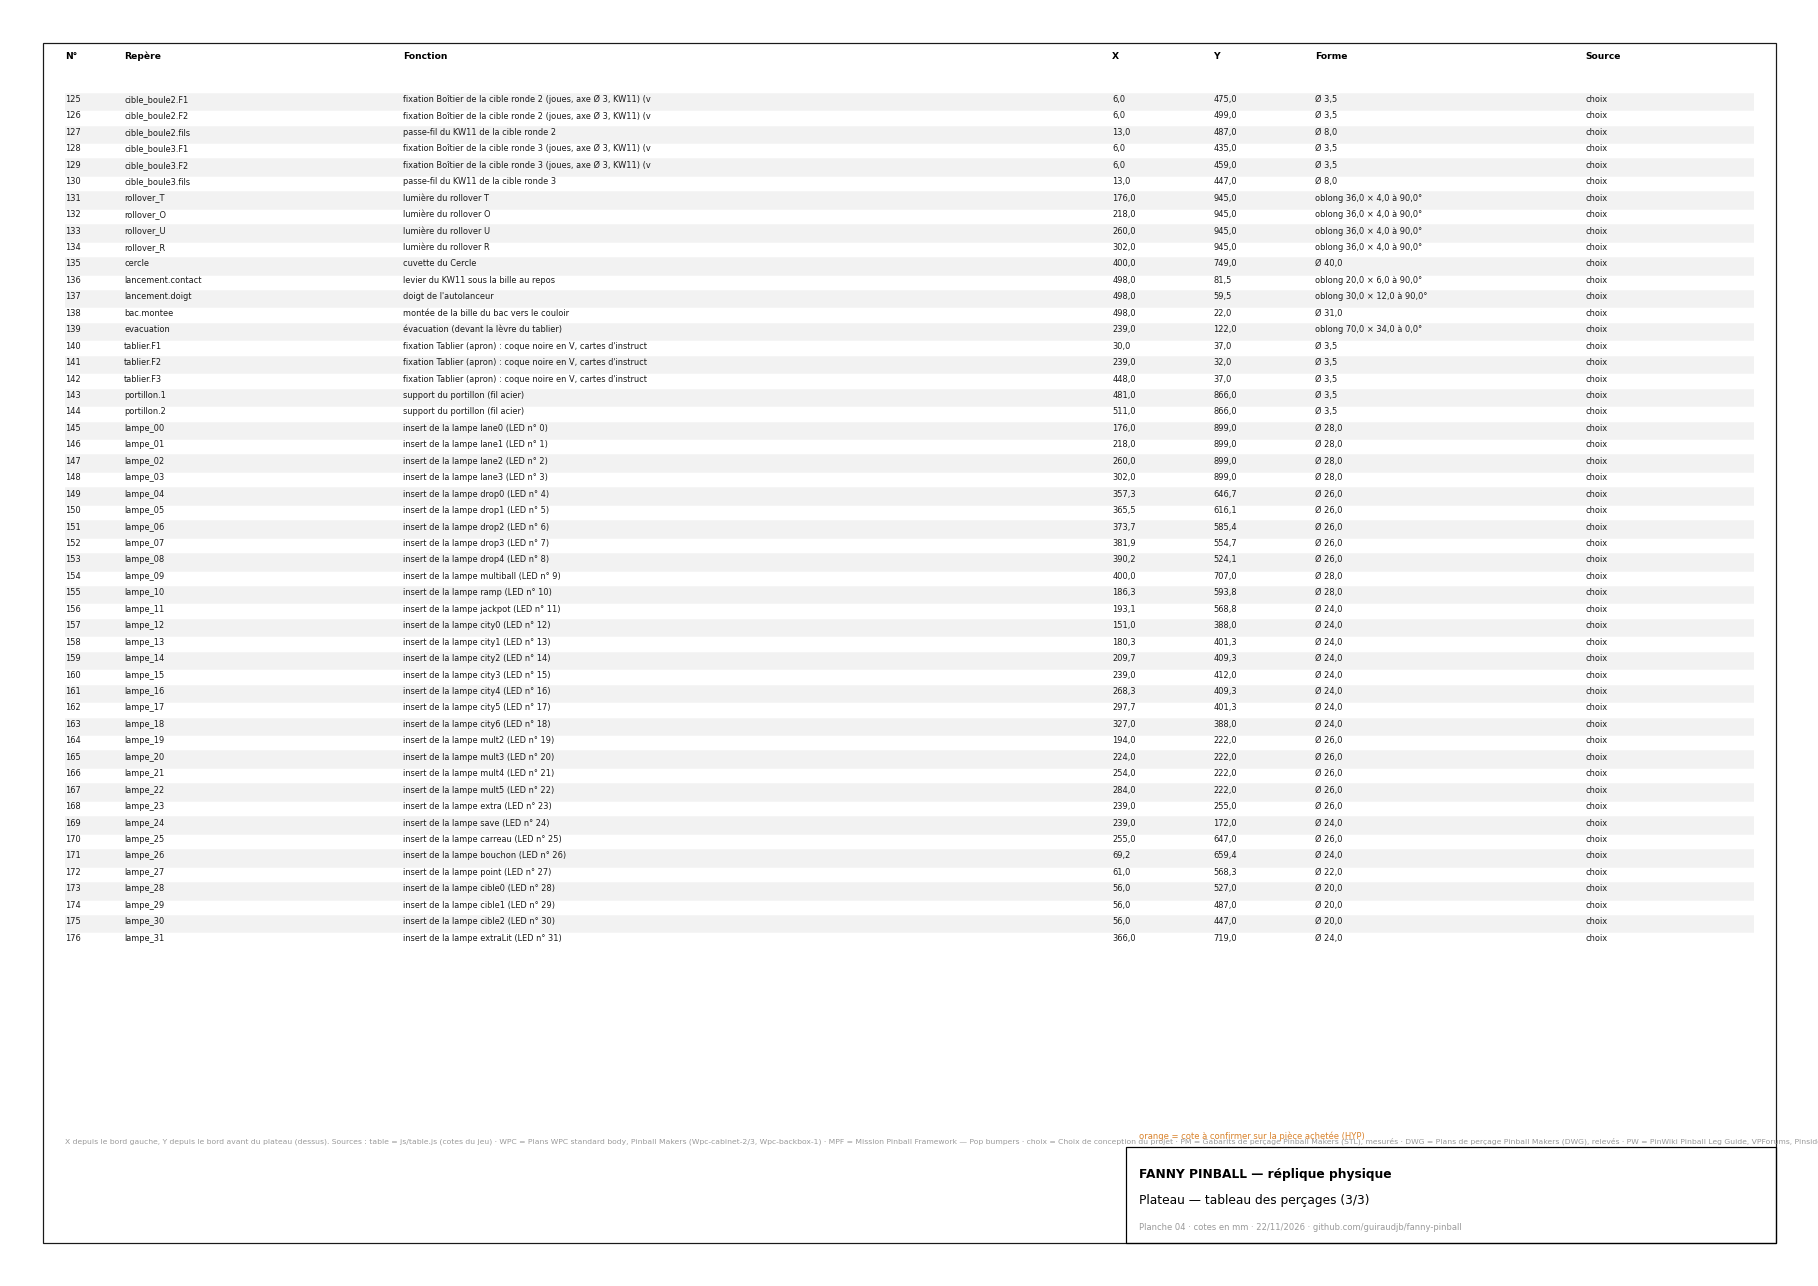 N° Repère Fonction X Y Forme Source
125 cible_boule2.F1 fixation Boîtier de la cible ronde 2 (joues, axe Ø 3, KW11) (v 6,0 475,0 Ø 3,5 choix
126 cible_boule2.F2 fixation Boîtier de la cible ronde 2 (joues, axe Ø 3, KW11) (v 6,0 499,0 Ø 3,5 choix
127 cible_boule2.fils passe-fil du KW11 de la cible ronde 2 13,0 487,0 Ø 8,0 choix
128 cible_boule3.F1 fixation Boîtier de la cible ronde 3 (joues, axe Ø 3, KW11) (v 6,0 435,0 Ø 3,5 choix
129 cible_boule3.F2 fixation Boîtier de la cible ronde 3 (joues, axe Ø 3, KW11) (v 6,0 459,0 Ø 3,5 choix
130 cible_boule3.fils passe-fil du KW11 de la cible ronde 3 13,0 447,0 Ø 8,0 choix
131 rollover_T lumière du rollover T 176,0 945,0 oblong 36,0 × 4,0 à 90,0° choix
132 rollover_O lumière du rollover O 218,0 945,0 oblong 36,0 × 4,0 à 90,0° choix
133 rollover_U lumière du rollover U 260,0 945,0 oblong 36,0 × 4,0 à 90,0° choix
134 rollover_R lumière du rollover R 302,0 945,0 oblong 36,0 × 4,0 à 90,0° choix
135 cercle cuvette du Cercle 400,0 749,0 Ø 40,0 choix
136 lancement.contact levier du KW11 sous la bille au repos 498,0 81,5 oblong 20,0 × 6,0 à 90,0° choix
137 lancement.doigt doigt de l'autolanceur 498,0 59,5 oblong 30,0 × 12,0 à 90,0° choix
138 bac.montee montée de la bille du bac vers le couloir 498,0 22,0 Ø 31,0 choix
139 evacuation évacuation (devant la lèvre du tablier) 239,0 122,0 oblong 70,0 × 34,0 à 0,0° choix
140 tablier.F1 fixation Tablier (apron) : coque noire en V, cartes d'instruct 30,0 37,0 Ø 3,5 choix
141 tablier.F2 fixation Tablier (apron) : coque noire en V, cartes d'instruct 239,0 32,0 Ø 3,5 choix
142 tablier.F3 fixation Tablier (apron) : coque noire en V, cartes d'instruct 448,0 37,0 Ø 3,5 choix
143 portillon.1 support du portillon (fil acier) 481,0 866,0 Ø 3,5 choix
144 portillon.2 support du portillon (fil acier) 511,0 866,0 Ø 3,5 choix
145 lampe_00 insert de la lampe lane0 (LED n° 0) 176,0 899,0 Ø 28,0 choix
146 lampe_01 insert de la lampe lane1 (LED n° 1) 218,0 899,0 Ø 28,0 choix
147 lampe_02 insert de la lampe lane2 (LED n° 2) 260,0 899,0 Ø 28,0 choix
148 lampe_03 insert de la lampe lane3 (LED n° 3) 302,0 899,0 Ø 28,0 choix
149 lampe_04 insert de la lampe drop0 (LED n° 4) 357,3 646,7 Ø 26,0 choix
150 lampe_05 insert de la lampe drop1 (LED n° 5) 365,5 616,1 Ø 26,0 choix
151 lampe_06 insert de la lampe drop2 (LED n° 6) 373,7 585,4 Ø 26,0 choix
152 lampe_07 insert de la lampe drop3 (LED n° 7) 381,9 554,7 Ø 26,0 choix
153 lampe_08 insert de la lampe drop4 (LED n° 8) 390,2 524,1 Ø 26,0 choix
154 lampe_09 insert de la lampe multiball (LED n° 9) 400,0 707,0 Ø 28,0 choix
155 lampe_10 insert de la lampe ramp (LED n° 10) 186,3 593,8 Ø 28,0 choix
156 lampe_11 insert de la lampe jackpot (LED n° 11) 193,1 568,8 Ø 24,0 choix
157 lampe_12 insert de la lampe city0 (LED n° 12) 151,0 388,0 Ø 24,0 choix
158 lampe_13 insert de la lampe city1 (LED n° 13) 180,3 401,3 Ø 24,0 choix
159 lampe_14 insert de la lampe city2 (LED n° 14) 209,7 409,3 Ø 24,0 choix
160 lampe_15 insert de la lampe city3 (LED n° 15) 239,0 412,0 Ø 24,0 choix
161 lampe_16 insert de la lampe city4 (LED n° 16) 268,3 409,3 Ø 24,0 choix
162 lampe_17 insert de la lampe city5 (LED n° 17) 297,7 401,3 Ø 24,0 choix
163 lampe_18 insert de la lampe city6 (LED n° 18) 327,0 388,0 Ø 24,0 choix
164 lampe_19 insert de la lampe mult2 (LED n° 19) 194,0 222,0 Ø 26,0 choix
165 lampe_20 insert de la lampe mult3 (LED n° 20) 224,0 222,0 Ø 26,0 choix
166 lampe_21 insert de la lampe mult4 (LED n° 21) 254,0 222,0 Ø 26,0 choix
167 lampe_22 insert de la lampe mult5 (LED n° 22) 284,0 222,0 Ø 26,0 choix
168 lampe_23 insert de la lampe extra (LED n° 23) 239,0 255,0 Ø 26,0 choix
169 lampe_24 insert de la lampe save (LED n° 24) 239,0 172,0 Ø 24,0 choix
170 lampe_25 insert de la lampe carreau (LED n° 25) 255,0 647,0 Ø 26,0 choix
171 lampe_26 insert de la lampe bouchon (LED n° 26) 69,2 659,4 Ø 24,0 choix
172 lampe_27 insert de la lampe point (LED n° 27) 61,0 568,3 Ø 22,0 choix
173 lampe_28 insert de la lampe cible0 (LED n° 28) 56,0 527,0 Ø 20,0 choix
174 lampe_29 insert de la lampe cible1 (LED n° 29) 56,0 487,0 Ø 20,0 choix
175 lampe_30 insert de la lampe cible2 (LED n° 30) 56,0 447,0 Ø 20,0 choix
176 lampe_31 insert de la lampe extraLit (LED n° 31) 366,0 719,0 Ø 24,0 choix
orange = cote à confirmer sur la pièce achetée (HYP)
X depuis le bord gauche, Y depuis le bord avant du plateau (dessus). Sources : table = js/table.js (cotes du jeu) · WPC = Plans WPC standard body, Pinball Makers (Wpc-cabinet-2/3, Wpc-backbox-1) · MPF = Mission Pinball Framework — Pop bumpers · choix = Choix de conception du projet · PM = Gabarits de perçage Pinball Makers (STL), mesurés · DWG = Plans de perçage Pinball Makers (DWG), relevés · PW = PinWiki Pinball Leg Guide, VPForums, Pinsid
FANNY PINBALL — réplique physique
Plateau — tableau des perçages (3/3)
Planche 04 · cotes en mm · 22/11/2026 · github.com/guiraudjb/fanny-pinball